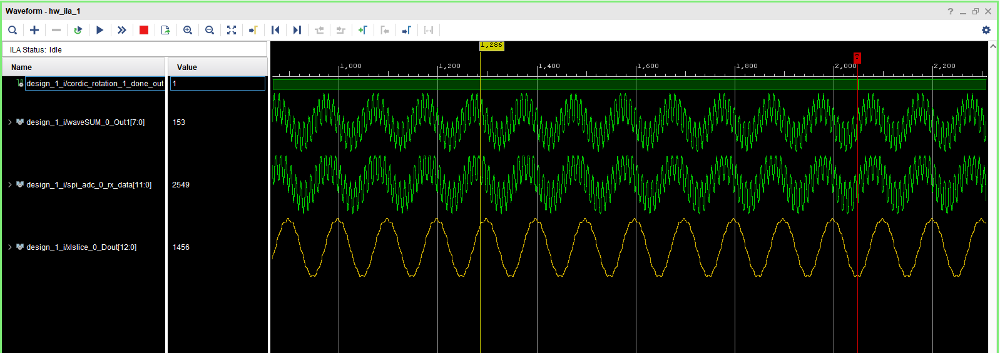 Waveform - hw_ila_1
ILA Status: Idle
Name Value
1,286
1,000 1,200 1,400 1,600 1,800 2,000 2,200
T
design_1_i/cordic_rotation_1_done_out 1
design_1_i/waveSUM_0_Out1[7:0] 153
design_1_i/spi_adc_0_rx_data[11:0] 2549
design_1_i/xlslice_0_Dout[12:0] 1456